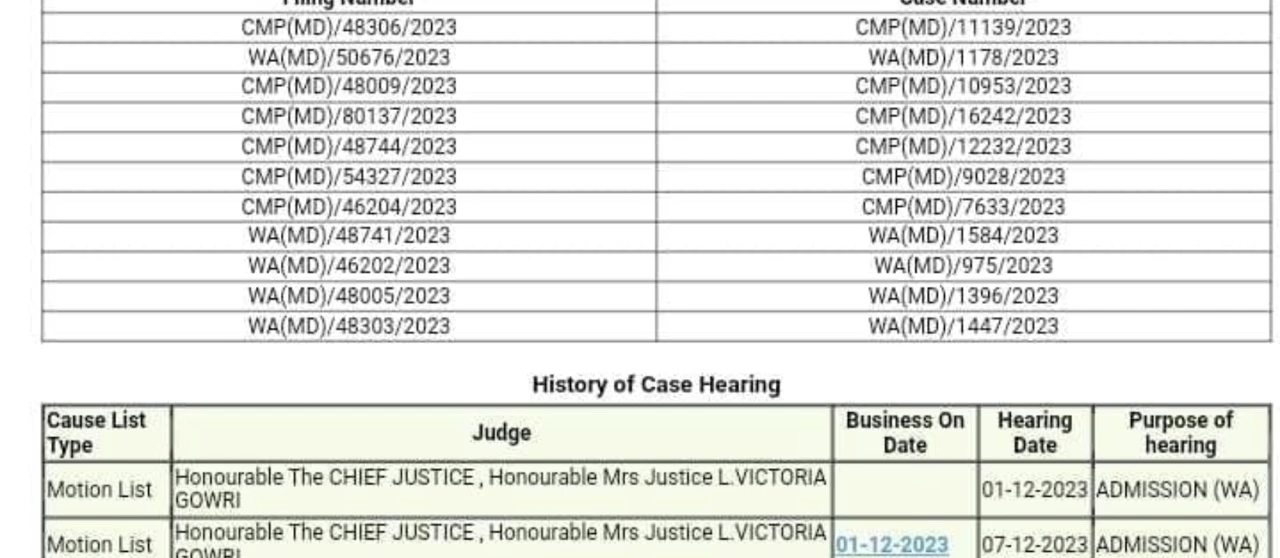 Filing Number Case Number
CMP(MD)/48306/2023 CMP(MD)/11139/2023
WA(MD)/50676/2023 WA(MD)/1178/2023
CMP(MD)/48009/2023 CMP(MD)/10953/2023
CMP(MD)/80137/2023 CMP(MD)/16242/2023
CMP(MD)/48744/2023 CMP(MD)/12232/2023
CMP(MD)/54327/2023 CMP(MD)/9028/2023
CMP(MD)/46204/2023 CMP(MD)/7633/2023
WA(MD)/48741/2023 WA(MD)/1584/2023
WA(MD)/46202/2023 WA(MD)/975/2023
WA(MD)/48005/2023 WA(MD)/1396/2023
WA(MD)/48303/2023 WA(MD)/1447/2023
History of Case Hearing
Cause List Type Judge Business On Date Hearing Date Purpose of hearing
Motion List Honourable The CHIEF JUSTICE , Honourable Mrs Justice L.VICTORIA GOWRI 01-12-2023 ADMISSION (WA)
Motion List Honourable The CHIEF JUSTICE , Honourable Mrs Justice L.VICTORIA GOWRI 01-12-2023 07-12-2023 ADMISSION (WA)